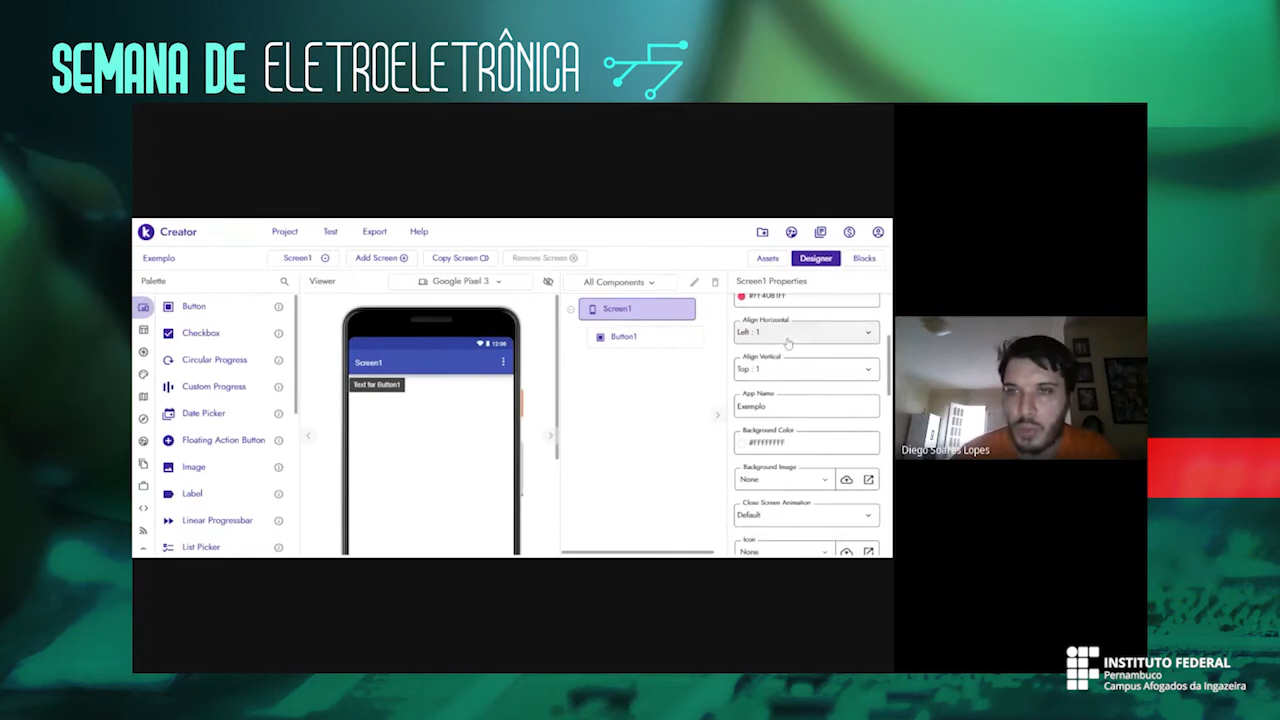 SEMANA DE ELETROELETRÔNICA
Creator
Project
Test
Export
Help
Exemplo
Screen1
Add Screen
Copy Screen
Remove Screen
Assets
Designer
Blocks
Palette
Viewer
Google Pixel 3
All Components
Screen1 Properties
Button
Checkbox
Circular Progress
Custom Progress
Date Picker
Floating Action Button
Image
Label
Linear Progressbar
List Picker
12:00
Screen1
Text for Button1
Screen1
Button1
#FF4081FF
Align Horizontal
Left : 1
Align Vertical
Top : 1
App Name
Exemplo
Background Color
#FFFFFFFF
Background Image
None
Close Screen Animation
Default
Icon
None
Diego Soares Lopes
INSTITUTO FEDERAL
Pernambuco
Campus Afogados da Ingazeira